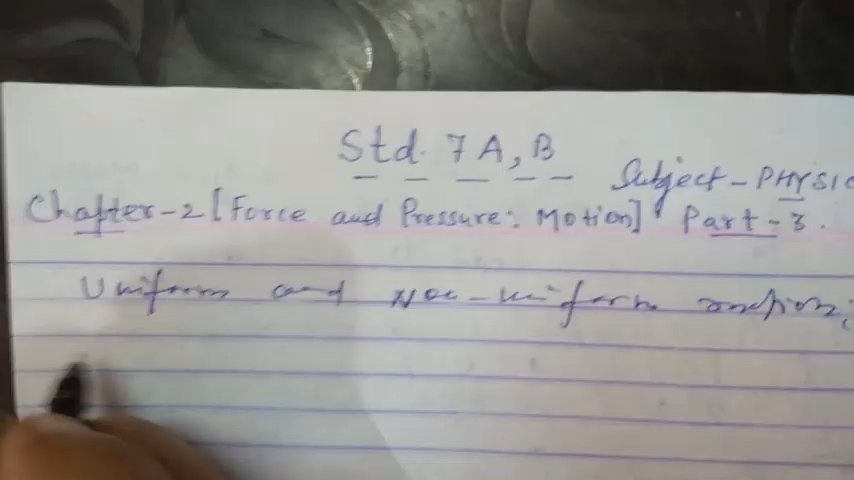 Std. 7 A, B
Subject - PHYSIC
Chapter - 2 [Force and Pressure: Motion] Part - 3.
Uniform and Non-uniform motion: